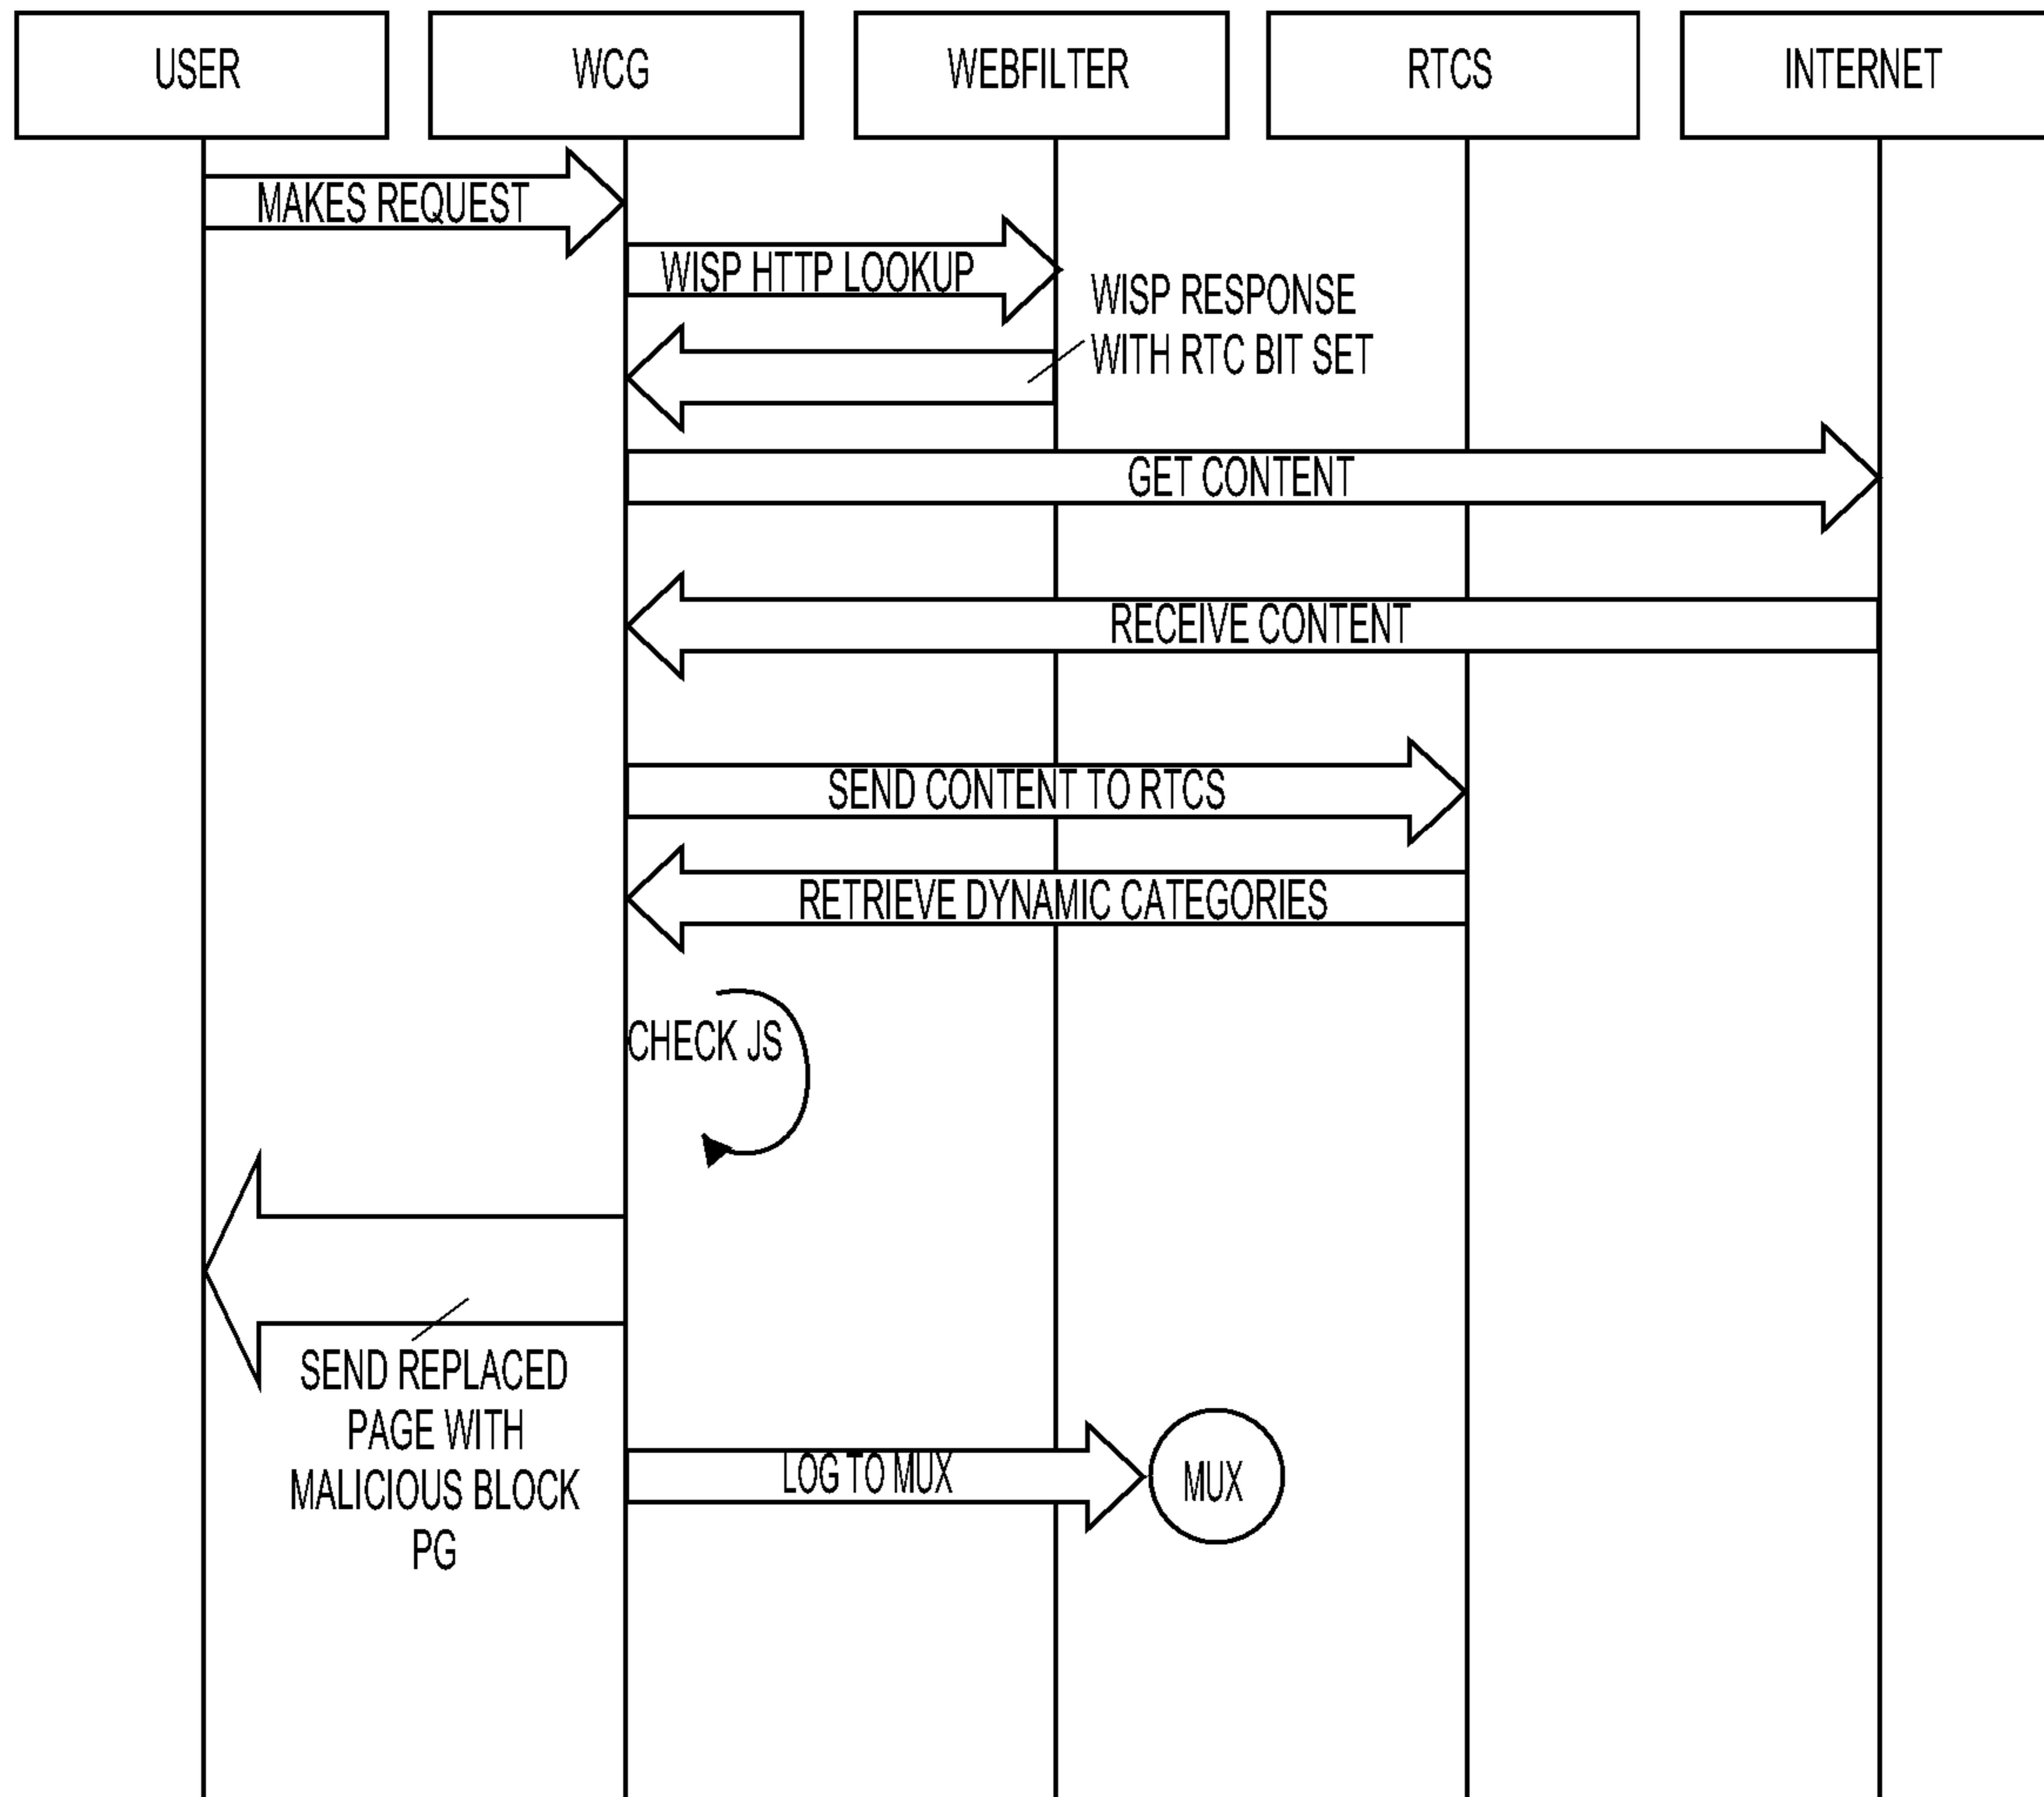 USER
WCG
WEBFILTER
RTCS
INTERNET
MAKES REQUEST
WISP HTTP LOOKUP
WISP RESPONSE
WITH RTC BIT SET
GET CONTENT
RECEIVE CONTENT
SEND CONTENT TO RTCS
RETRIEVE DYNAMIC CATEGORIES
CHECK JS
SEND REPLACED
PAGE WITH
MALICIOUS BLOCK
PG
LOG TO MUX
MUX